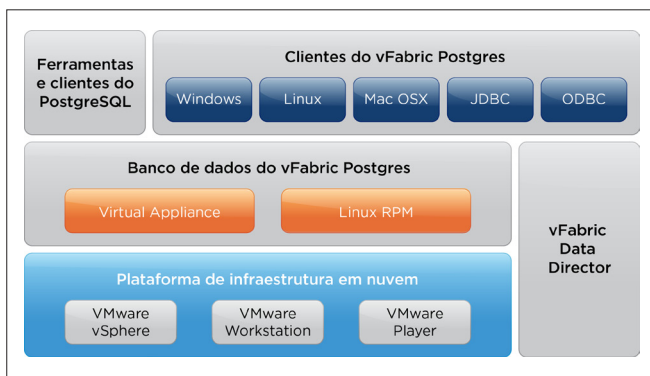 Ferramentas
e clientes do
PostgreSQL
Clientes do vFabric Postgres
Windows
Linux
Mac OSX
JDBC
ODBC
Banco de dados do vFabric Postgres
Virtual Appliance
Linux RPM
vFabric
Data
Director
Plataforma de infraestrutura em nuvem
VMware
vSphere
VMware
Workstation
VMware
Player